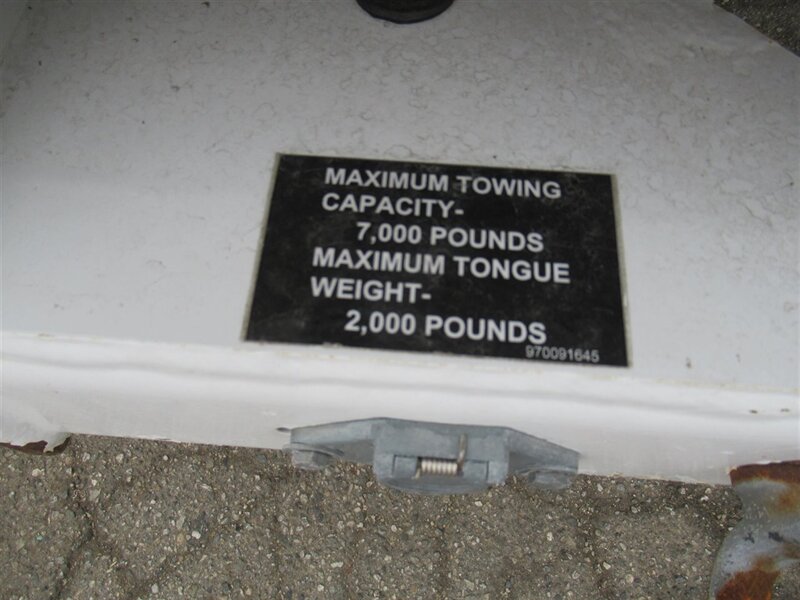 MAXIMUM TOWING
CAPACITY-
7,000 POUNDS
MAXIMUM TONGUE
WEIGHT-
2,000 POUNDS
970091645